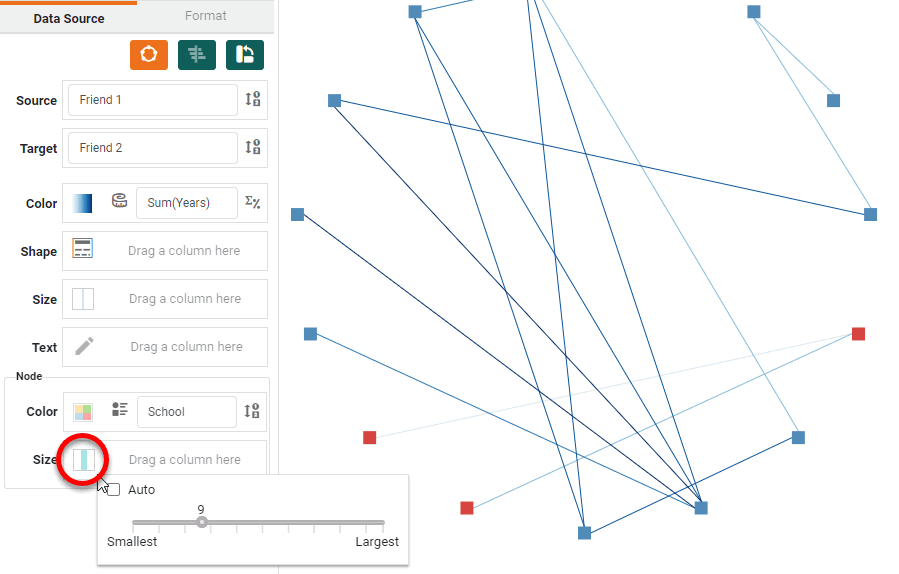 Data Source
Format
Source Friend 1
Target Friend 2
Color Sum(Years) Σ%
Shape Drag a column here
Size Drag a column here
Text Drag a column here
Node
Color School
Size Drag a column here
Auto
9
Smallest Largest